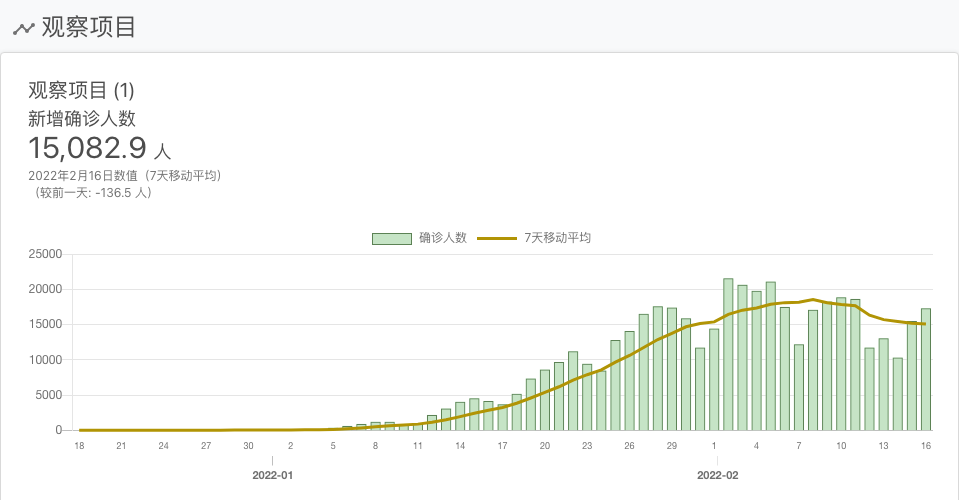 观察项目
观察项目 (1)
新增确诊人数
15,082.9 人
2022年2月16日数值（7天移动平均）
（较前一天: -136.5 人）
确诊人数 7天移动平均
25000
20000
15000
10000
5000
0
18 21 24 27 30 2 5 8 11 14 17 20 23 26 29 1 4 7 10 13 16
2022-01 2022-02